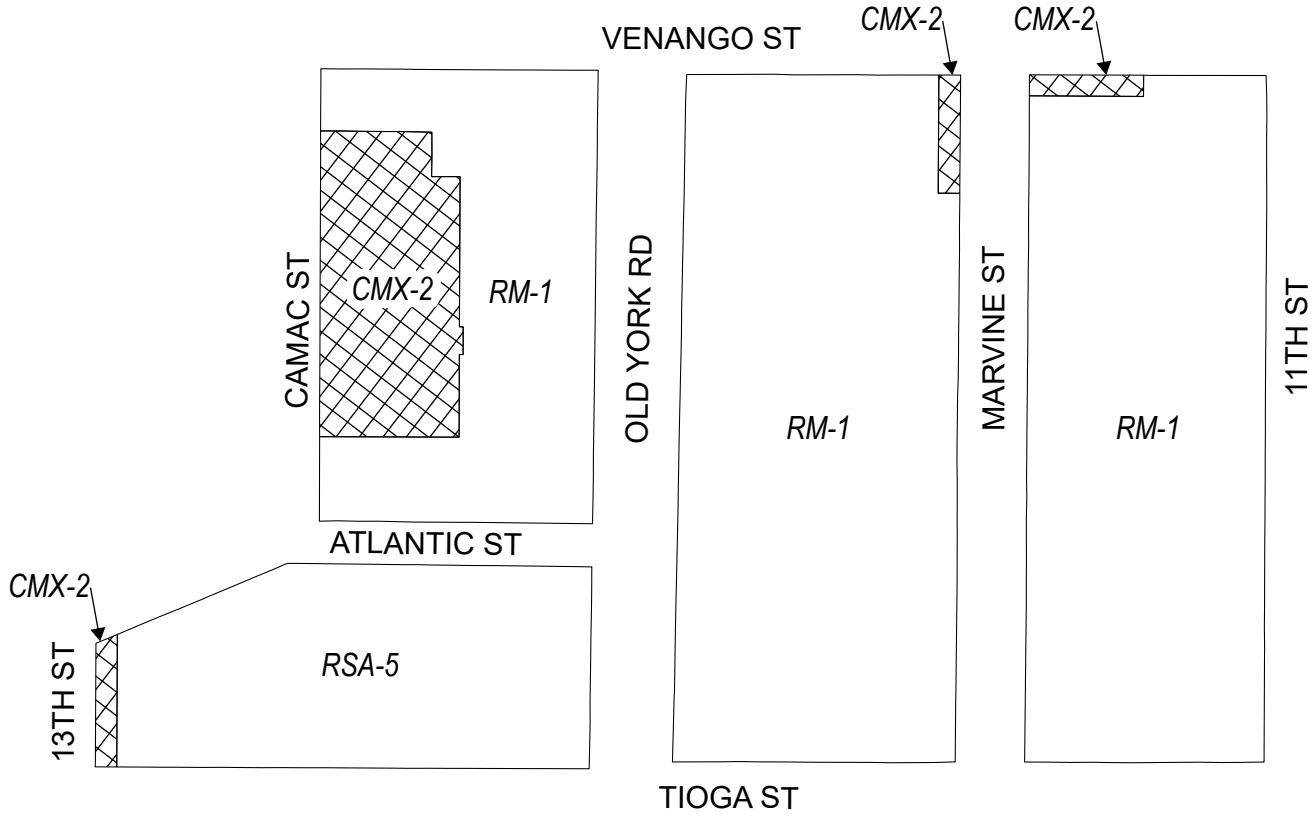 CMX-2
CMX-2
VENANGO ST
CAMAC ST
CMX-2
RM-1
OLD YORK RD
RM-1
MARVINE ST
RM-1
11TH ST
ATLANTIC ST
CMX-2
13TH ST
RSA-5
TIOGA ST